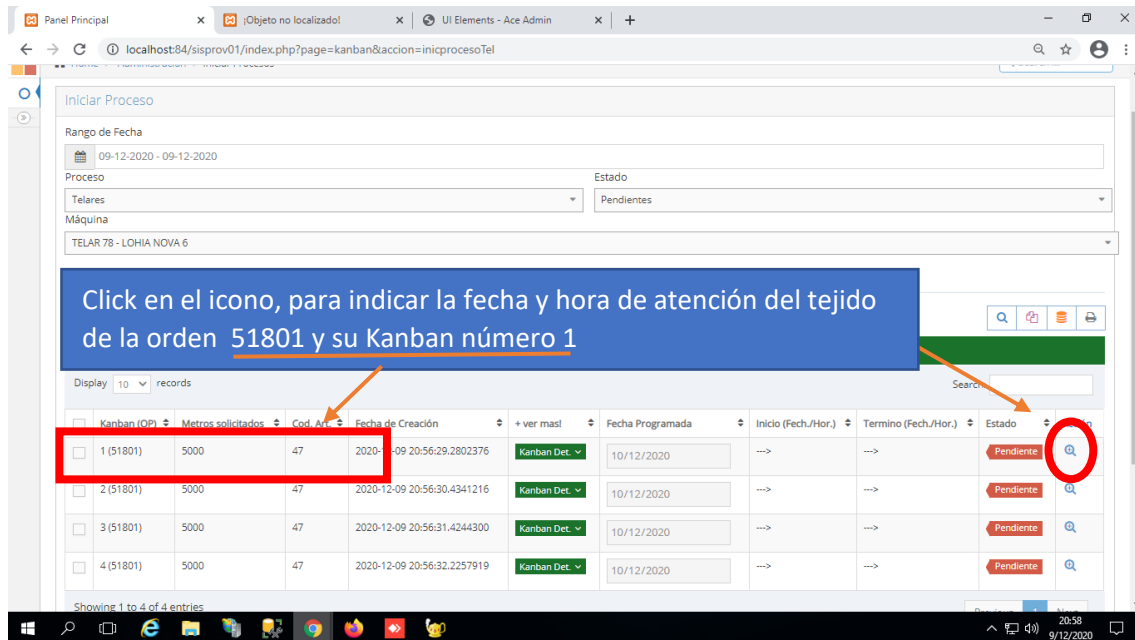 Panel Principal
¡Objeto no localizado!
UI Elements - Ace Admin
localhost:84/sisprov01/index.php?page=kanban&accion=inicprocesoTel
Iniciar Proceso
Rango de Fecha
09-12-2020 - 09-12-2020
Proceso Estado
Telares Pendientes
Máquina
TELAR 78 - LOHIA NOVA 6
Click en el icono, para indicar la fecha y hora de atención del tejido
de la orden 51801 y su Kanban número 1
Display 10 records
Kanban (OP) Metros solicitados Cod. Art. Fecha de Creación + ver mas! Fecha Programada Inicio (Fech./Hor.) Termino (Fech./Hor.) Estado
1 (51801) 5000 47 2020-12-09 20:56:29.2802376 Kanban Det. 10/12/2020 ---> ---> Pendiente
2 (51801) 5000 47 2020-12-09 20:56:30.4341216 Kanban Det. 10/12/2020 ---> ---> Pendiente
3 (51801) 5000 47 2020-12-09 20:56:31.4244300 Kanban Det. 10/12/2020 ---> ---> Pendiente
4 (51801) 5000 47 2020-12-09 20:56:32.2257919 Kanban Det. 10/12/2020 ---> ---> Pendiente
Showing 1 to 4 of 4 entries
20:58
9/12/2020